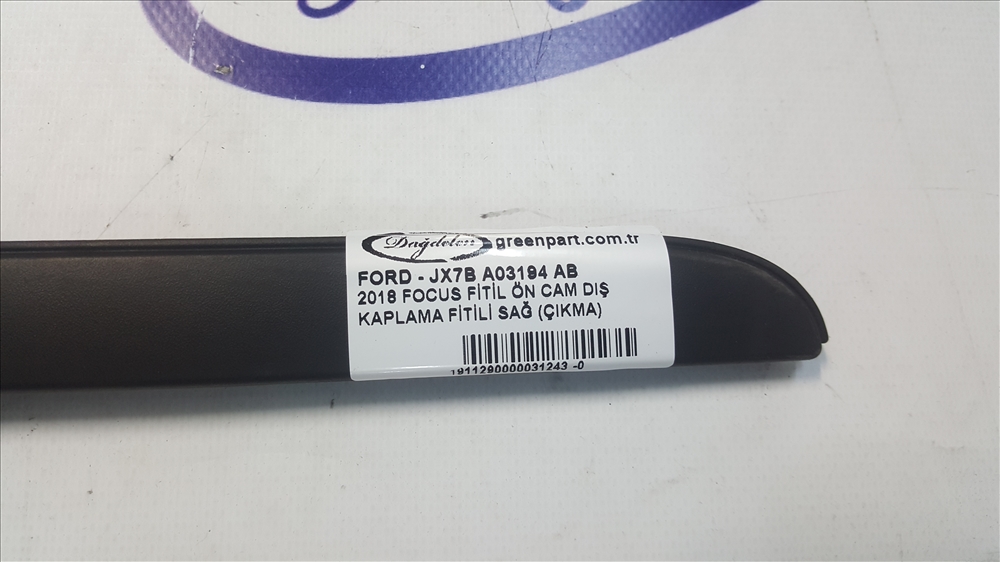 Dağdelen greenpart.com.tr
FORD - JX7B A03194 AB
2018 FOCUS FİTİL ÖN CAM DIŞ
KAPLAMA FİTİLİ SAĞ (ÇIKMA)
1911290000031243 -0